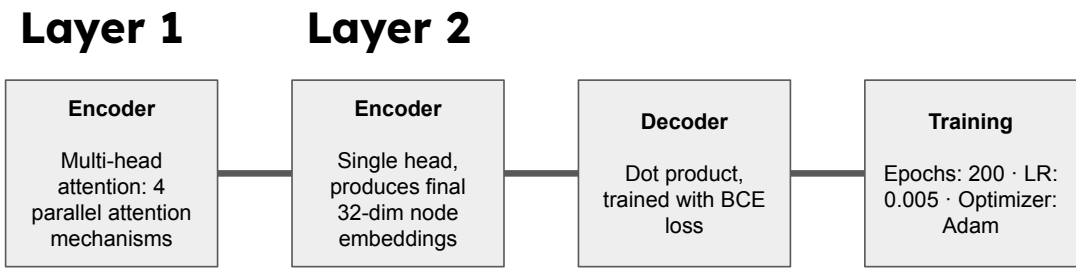 Layer 1
Layer 2
Encoder
Multi-head
attention: 4
parallel attention
mechanisms
Encoder
Single head,
produces final
32-dim node
embeddings
Decoder
Dot product,
trained with BCE
loss
Training
Epochs: 200 · LR:
0.005 · Optimizer:
Adam